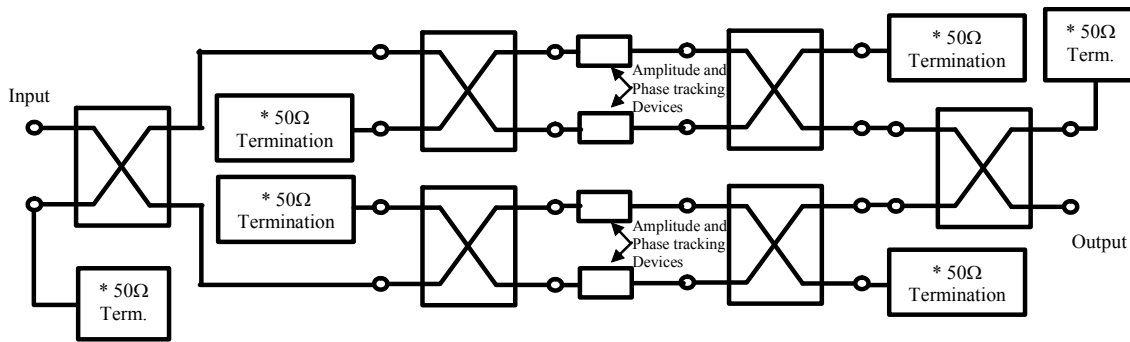 * 50Ω
Termination
* 50Ω
Term.
Input
* 50Ω
Termination
Amplitude and
Phase tracking
Devices
* 50Ω
Termination
Amplitude and
Phase tracking
Devices
Output
* 50Ω
Termination
* 50Ω
Term.